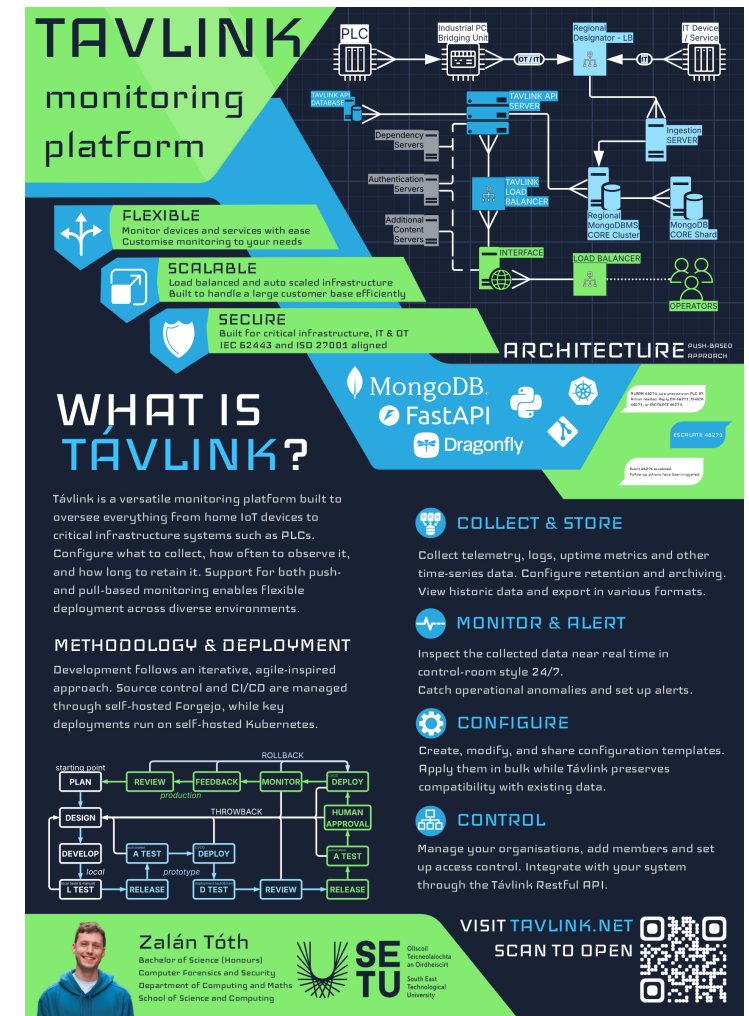 TAVLINK
monitoring
platform
PLC
Industrial PC
Bridging Unit
OT / IT
Regional
Designator - LB
IT
IT Device
/ Service
TAVLINK API
DATABASE
TAVLINK API
SERVER
Dependency
Servers
Ingestion
SERVER
Authentication
Servers
TAVLINK
LOAD
BALANCER
Regional
MongoDBMS
CORE Cluster
MongoDB
CORE Shard
Additional
Content
Servers
INTERFACE
LOAD BALANCER
OPERATORS
FLEXIBLE
Monitor devices and services with ease
Customise monitoring to your needs
SCALABLE
Load balanced and auto scaled infrastructure
Built to handle a large customer base efficiently
SECURE
Built for critical infrastructure, IT & OT
IEC 62443 and ISO 27001 aligned
ARCHITECTURE
PUSH-BASED
APPROACH
MongoDB.
FastAPI
Dragonfly
ESCALATE 46271
WHAT IS
TÁVLINK?
Távlink is a versatile monitoring platform built to
oversee everything from home IoT devices to
critical infrastructure systems such as PLCs.
Configure what to collect, how often to observe it,
and how long to retain it. Support for both push-
and pull-based monitoring enables flexible
deployment across diverse environments.
METHODOLOGY & DEPLOYMENT
Development follows an iterative, agile-inspired
approach. Source control and CI/CD are managed
through self-hosted Forgejo, while key
deployments run on self-hosted Kubernetes.
ROLLBACK
starting point
PLAN
REVIEW
FEEDBACK
MONITOR
DEPLOY
production
DESIGN
THROWBACK
HUMAN
APPROVAL
DEVELOP
A TEST
DEPLOY
A TEST
local
prototype
L TEST
RELEASE
D TEST
REVIEW
RELEASE
COLLECT & STORE
Collect telemetry, logs, uptime metrics and other
time-series data. Configure retention and archiving.
View historic data and export in various formats.
MONITOR & ALERT
Inspect the collected data near real time in
control-room style 24/7.
Catch operational anomalies and set up alerts.
CONFIGURE
Create, modify, and share configuration templates.
Apply them in bulk while Távlink preserves
compatibility with existing data.
CONTROL
Manage your organisations, add members and set
up access control. Integrate with your system
through the Távlink Restful API.
Zalán Tóth
Bachelor of Science (Honours)
Computer Forensics and Security
Department of Computing and Maths
School of Science and Computing
SE
TU
Ollscoil
Teicneolaíochta
an Oirdheiscirt
South East
Technological
University
VISIT TAVLINK.NET
SCAN TO OPEN